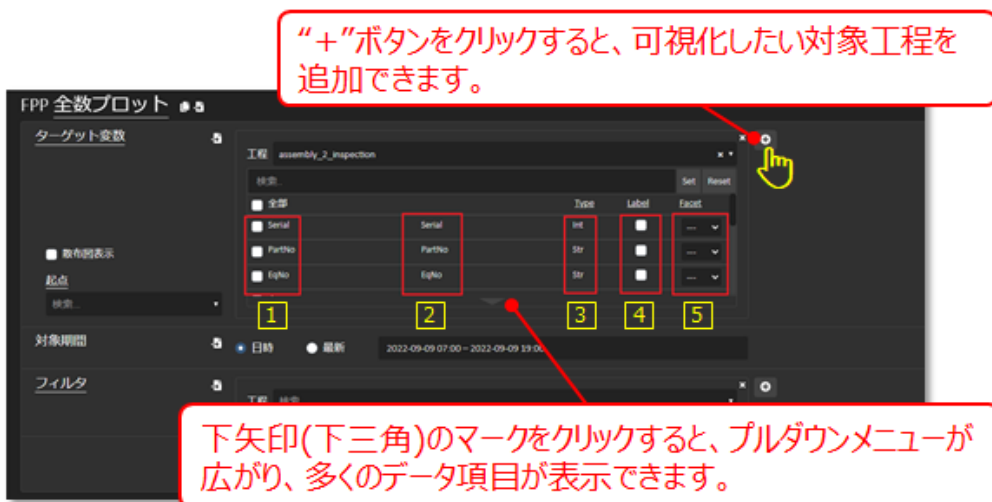 “+”ボタンをクリックすると、可視化したい対象工程を
追加できます。
FPP 全数プロット
ターゲット変数
工程 assembly_2_inspection
検索... Set Reset
全部 Type Label Facet
Serial Serial Int ---
PartNo PartNo Str ---
EqNo EqNo Str ---
散布図表示
起点
検索...
1 2 3 4 5
対象期間 日時 最新 2022-09-09 07:00 – 2022-09-09 19:00
フィルタ
工程 検索
下矢印(下三角)のマークをクリックすると、プルダウンメニューが
広がり、多くのデータ項目が表示できます。